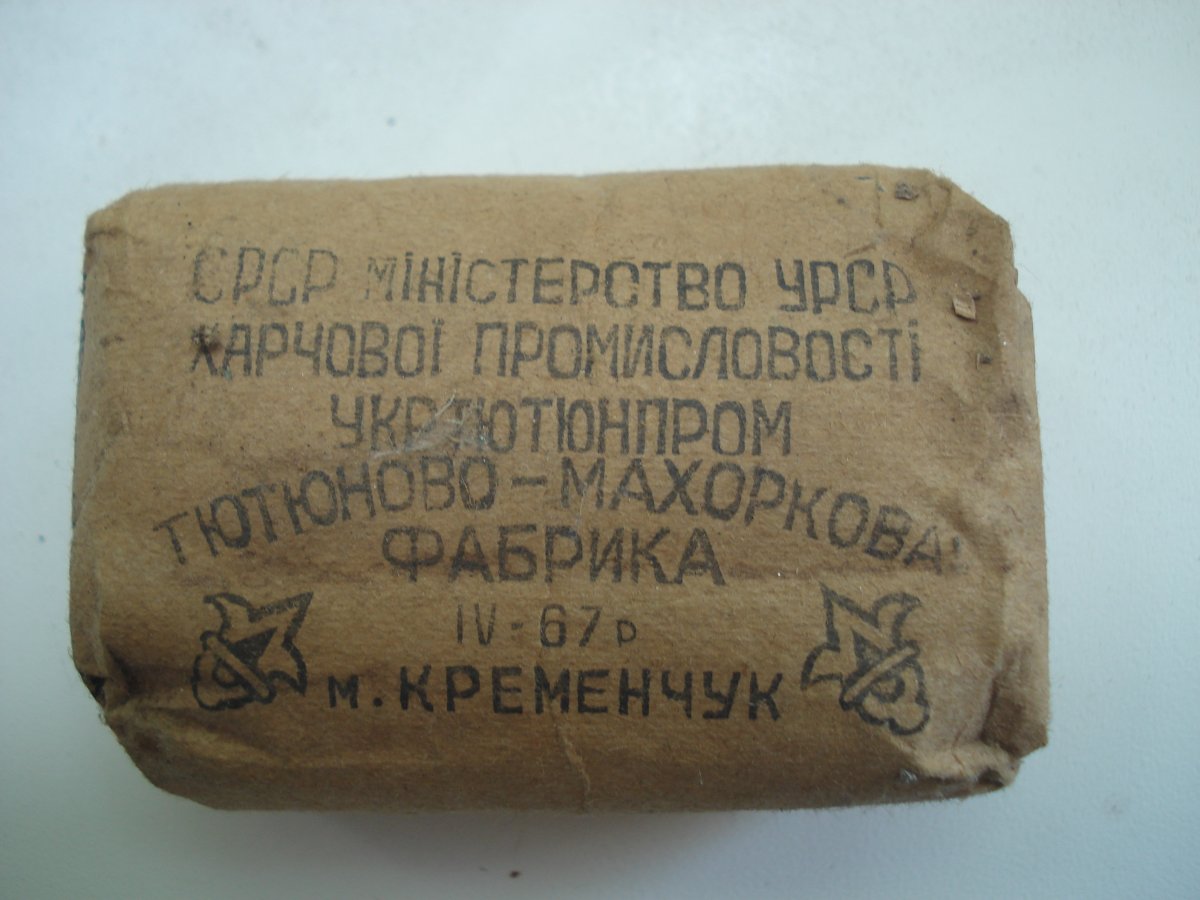 СРСР МІНІСТЕРСТВО УРСР
ХАРЧОВОЇ ПРОМИСЛОВОСТІ
УКРТЮТЮНПРОМ
ТЮТЮНОВО-МАХОРКОВА
ФАБРИКА
IV-67р
м. КРЕМЕНЧУК